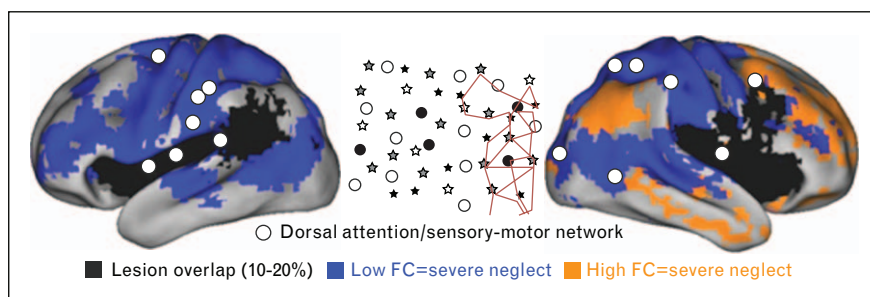 Dorsal attention/sensory-motor network
Lesion overlap (10-20%) Low FC=severe neglect High FC=severe neglect